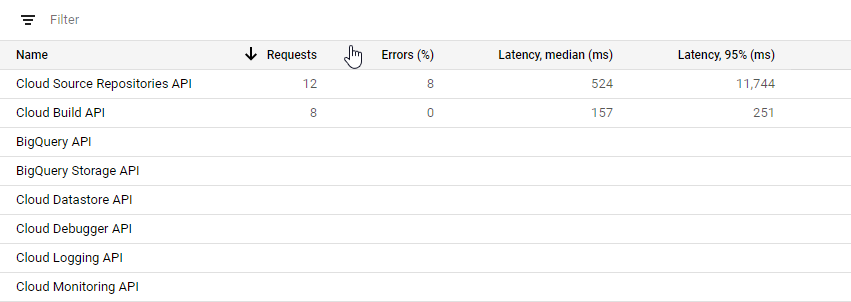 Filter
Name Requests Errors (%) Latency, median (ms) Latency, 95% (ms)
Cloud Source Repositories API 12 8 524 11,744
Cloud Build API 8 0 157 251
BigQuery API
BigQuery Storage API
Cloud Datastore API
Cloud Debugger API
Cloud Logging API
Cloud Monitoring API